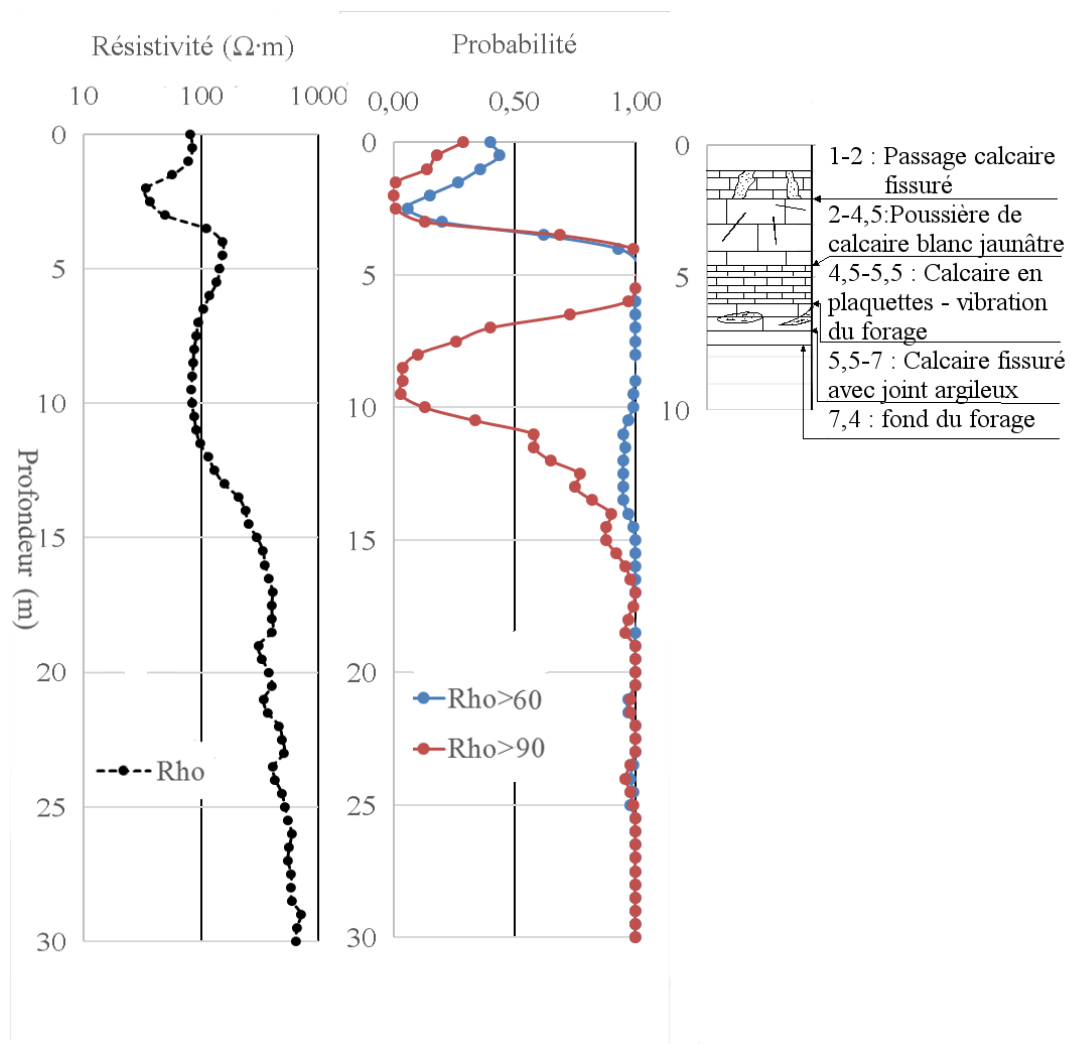 Résistivité (Ω·m)
10 100 1000
0
5
10
15
20
25
30
Profondeur (m)
Rho
Probabilité
0,00 0,50 1,00
0
5
10
15
20
25
30
Rho>60
Rho>90
0
5
10
1-2 : Passage calcaire
fissuré
2-4,5:Poussière de
calcaire blanc jaunâtre
4,5-5,5 : Calcaire en
plaquettes - vibration
du forage
5,5-7 : Calcaire fissuré
avec joint argileux
7,4 : fond du forage